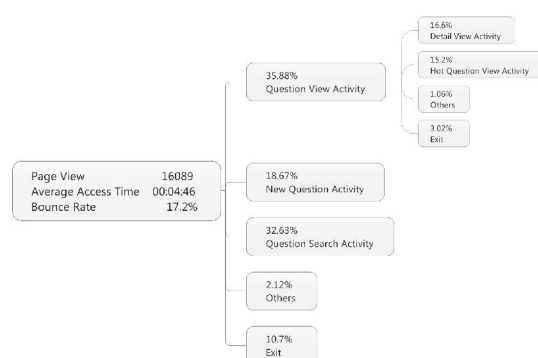 Page View 16089
Average Access Time 00:04:46
Bounce Rate 17.2%
35.88%
Question View Activity
16.6%
Detail View Activity
15.2%
Hot Question View Activity
1.06%
Others
3.02%
Exit
18.67%
New Question Activity
32.63%
Question Search Activity
2.12%
Others
10.7%
Exit